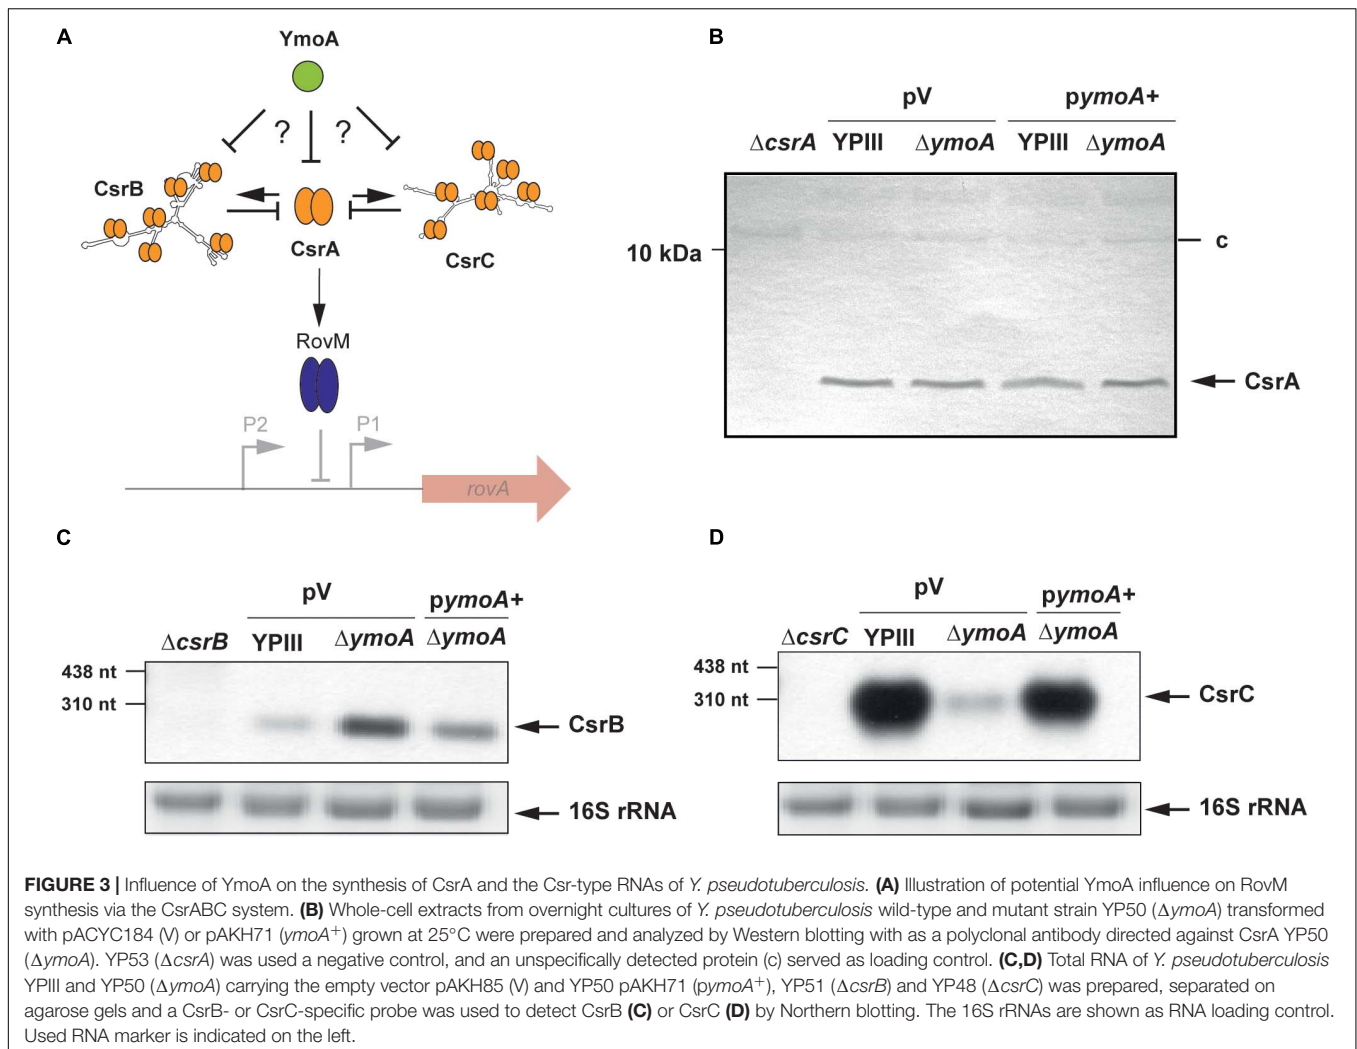 A
YmoA
? ?
CsrB
CsrA
CsrC
RovM
P2 P1
rovA
B
pV pymoA+
ΔcsrA YPIII ΔymoA YPIII ΔymoA
10 kDa
c
CsrA
C
pV pymoA+
ΔcsrB YPIII ΔymoA ΔymoA
438 nt
310 nt
CsrB
16S rRNA
D
pV pymoA+
ΔcsrC YPIII ΔymoA ΔymoA
438 nt
310 nt
CsrC
16S rRNA
FIGURE 3 | Influence of YmoA on the synthesis of CsrA and the Csr-type RNAs of Y. pseudotuberculosis. (A) Illustration of potential YmoA influence on RovM
synthesis via the CsrABC system. (B) Whole-cell extracts from overnight cultures of Y. pseudotuberculosis wild-type and mutant strain YP50 (ΔymoA) transformed
with pACYC184 (V) or pAKH71 (ymoA⁺) grown at 25°C were prepared and analyzed by Western blotting with as a polyclonal antibody directed against CsrA YP50
(ΔymoA). YP53 (ΔcsrA) was used a negative control, and an unspecifically detected protein (c) served as loading control. (C,D) Total RNA of Y. pseudotuberculosis
YPIII and YP50 (ΔymoA) carrying the empty vector pAKH85 (V) and YP50 pAKH71 (pymoA⁺), YP51 (ΔcsrB) and YP48 (ΔcsrC) was prepared, separated on
agarose gels and a CsrB- or CsrC-specific probe was used to detect CsrB (C) or CsrC (D) by Northern blotting. The 16S rRNAs are shown as RNA loading control.
Used RNA marker is indicated on the left.